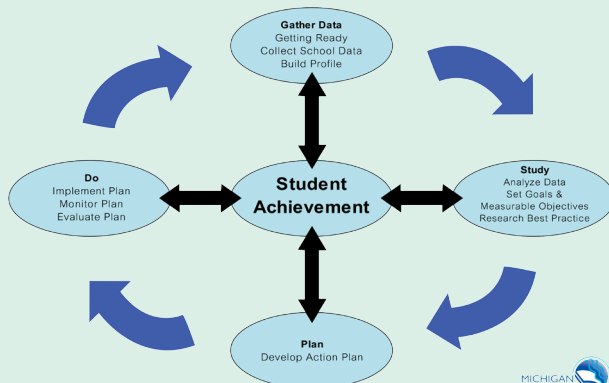 Gather Data
Getting Ready
Collect School Data
Build Profile
Do
Implement Plan
Monitor Plan
Evaluate Plan
Student
Achievement
Study
Analyze Data
Set Goals &
Measurable Objectives
Research Best Practice
Plan
Develop Action Plan
MICHIGAN